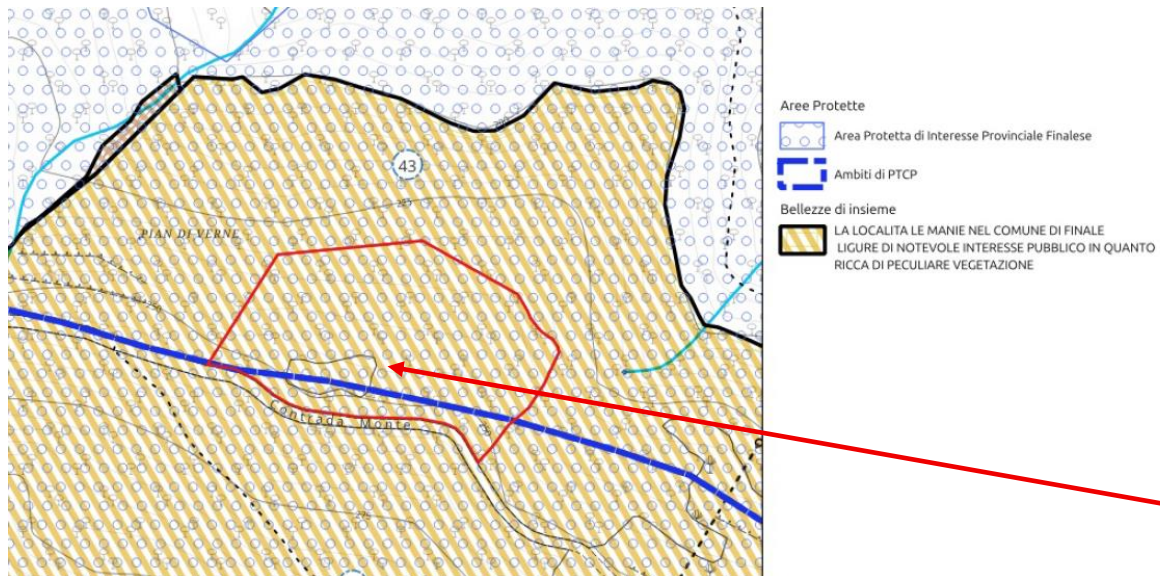 43
225
PIAN DI VERNE
Contrada Monte
Aree Protette
Area Protetta di Interesse Provinciale Finalese
Ambiti di PTCP
Bellezze di insieme
LA LOCALITA LE MANIE NEL COMUNE DI FINALE
LIGURE DI NOTEVOLE INTERESSE PUBBLICO IN QUANTO
RICCA DI PECULIARE VEGETAZIONE